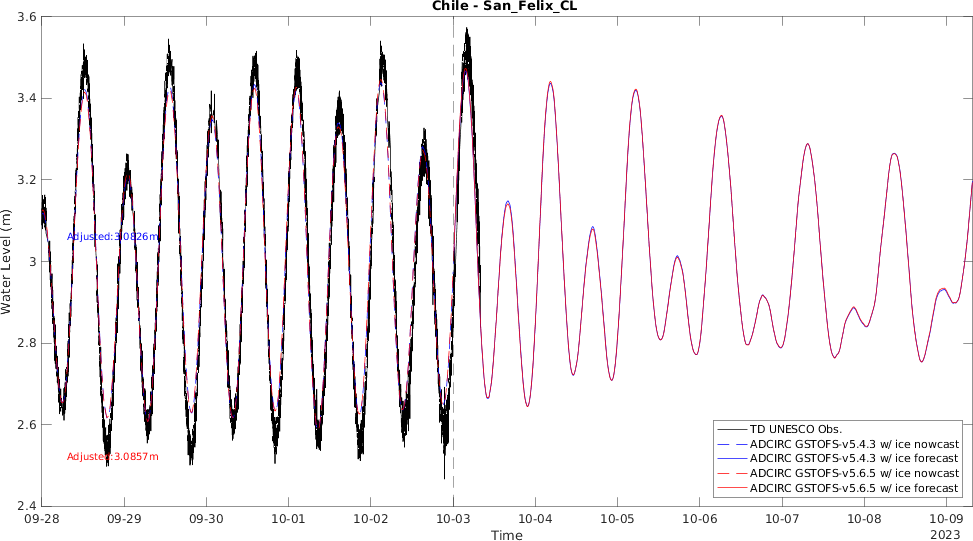 Chile - San_Felix_CL
3.6
3.4
3.2
3
2.8
2.6
2.4
Water Level (m)
Adjusted:3.0826m
Adjusted:3.0857m
TD UNESCO Obs.
ADCIRC GSTOFS-v5.4.3 w/ ice nowcast
ADCIRC GSTOFS-v5.4.3 w/ ice forecast
ADCIRC GSTOFS-v5.6.5 w/ ice nowcast
ADCIRC GSTOFS-v5.6.5 w/ ice forecast
09-28 09-29 09-30 10-01 10-02 10-03 10-04 10-05 10-06 10-07 10-08 10-09
2023
Time